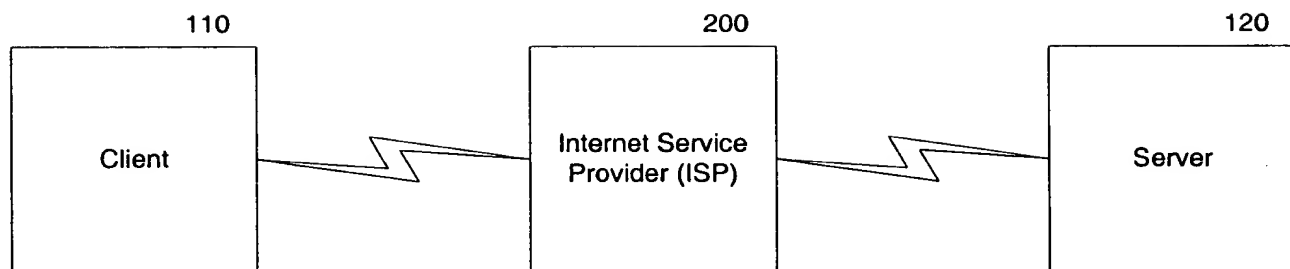 110
200
120
Client
Internet Service
Provider (ISP)
Server